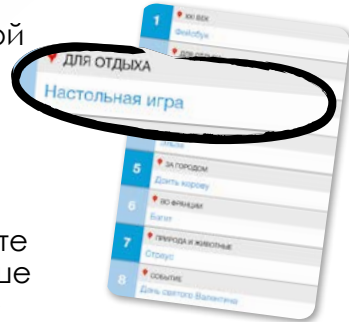 ой
1
XXI ВЕК
Фейсбук
ДЛЯ ОТДЫХА
Настольная игра
5
ЗА ГОРОДОМ
Доить корову
6
ВО ФРАНЦИИ
Багет
7
ПРИРОДА И ЖИВОТНЫЕ
Страус
8
СОБЫТИЕ
День святого Валентина
те
ше